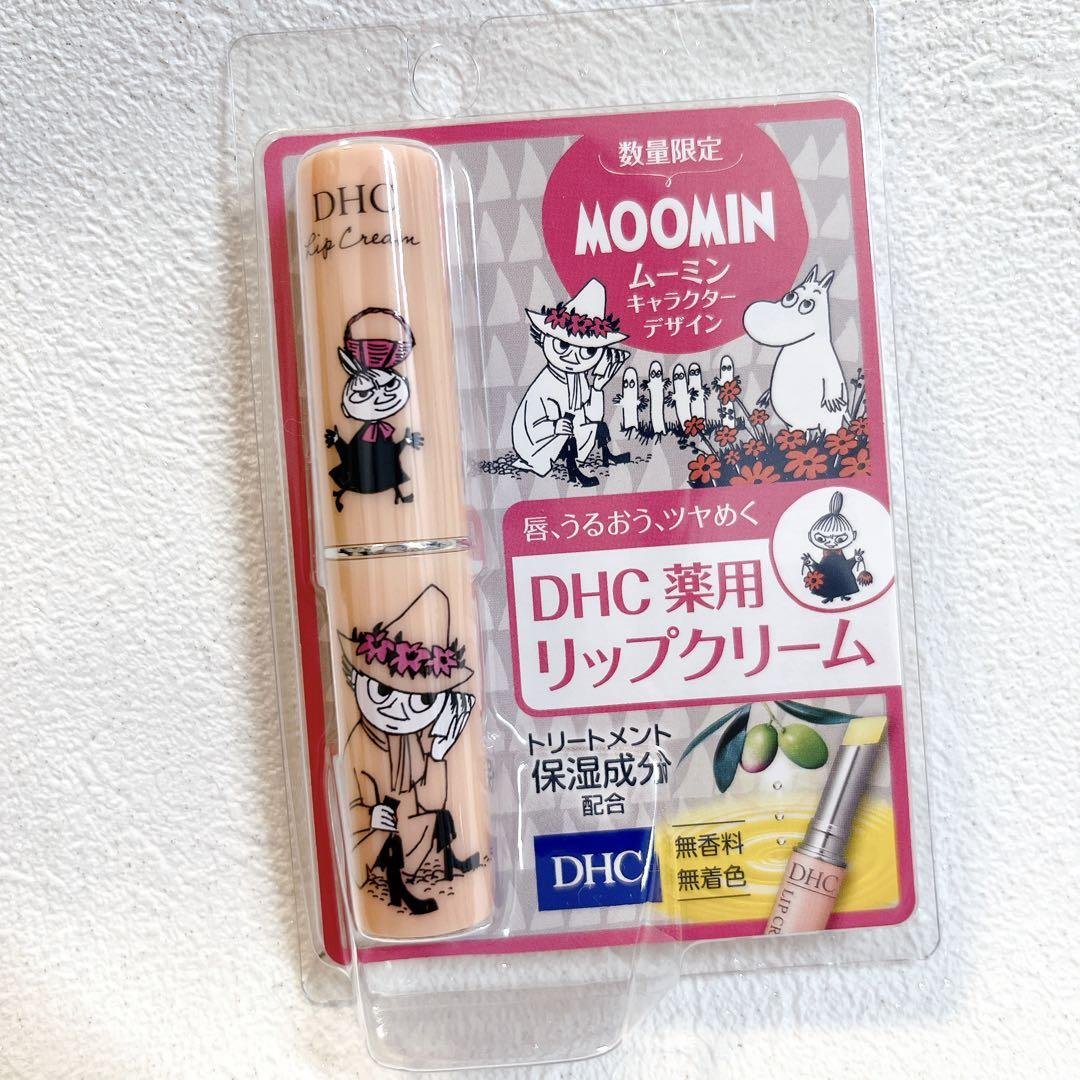 DHC
Lip Cream
数量限定
MOOMIN
ムーミン
キャラクター
デザイン
唇、うるおう、ツヤめく
DHC 薬用
リップクリーム
トリートメント
保湿成分
配合
DHC
無香料
無着色
DHC
LIP CR